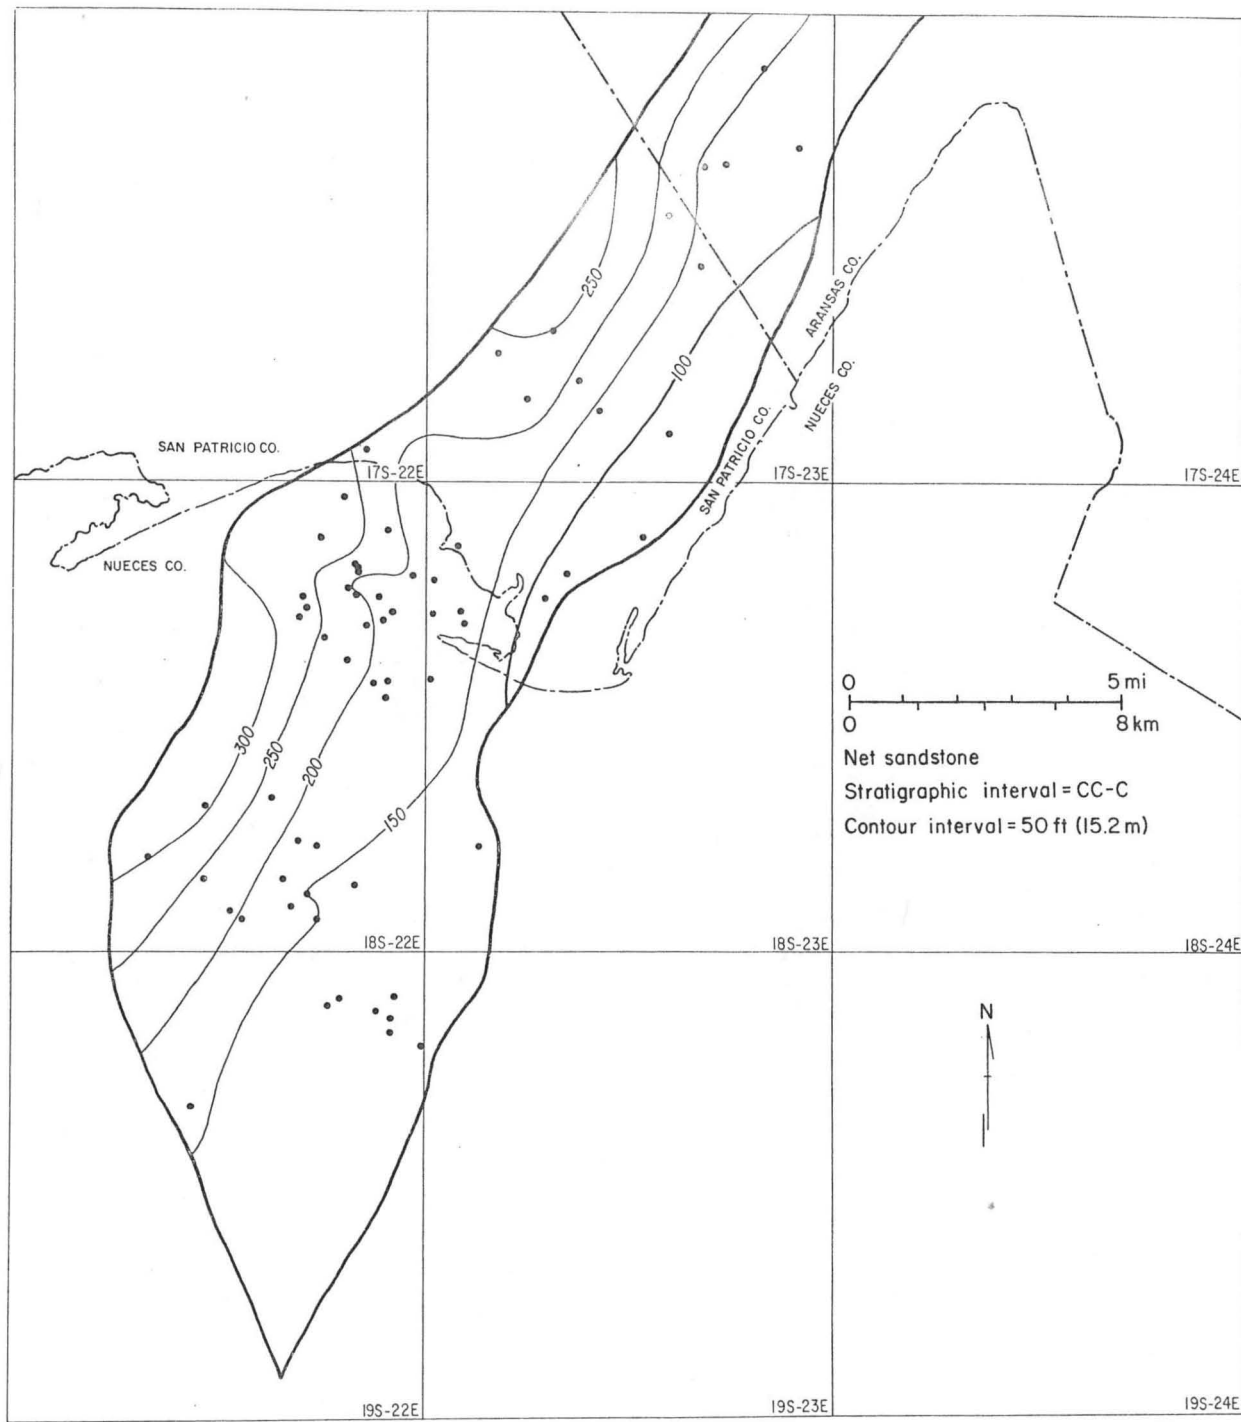 250
ARANSAS CO.
100
NUECES CO.
SAN PATRICIO CO.
SAN PATRICIO CO.
17S-22E
17S-23E
17S-24E
NUECES CO.
0 5 mi
0 8 km
300
250
200
150
Net sandstone
Stratigraphic interval = CC-C
Contour interval = 50 ft (15.2 m)
18S-22E
18S-23E
18S-24E
N
19S-22E
19S-23E
19S-24E